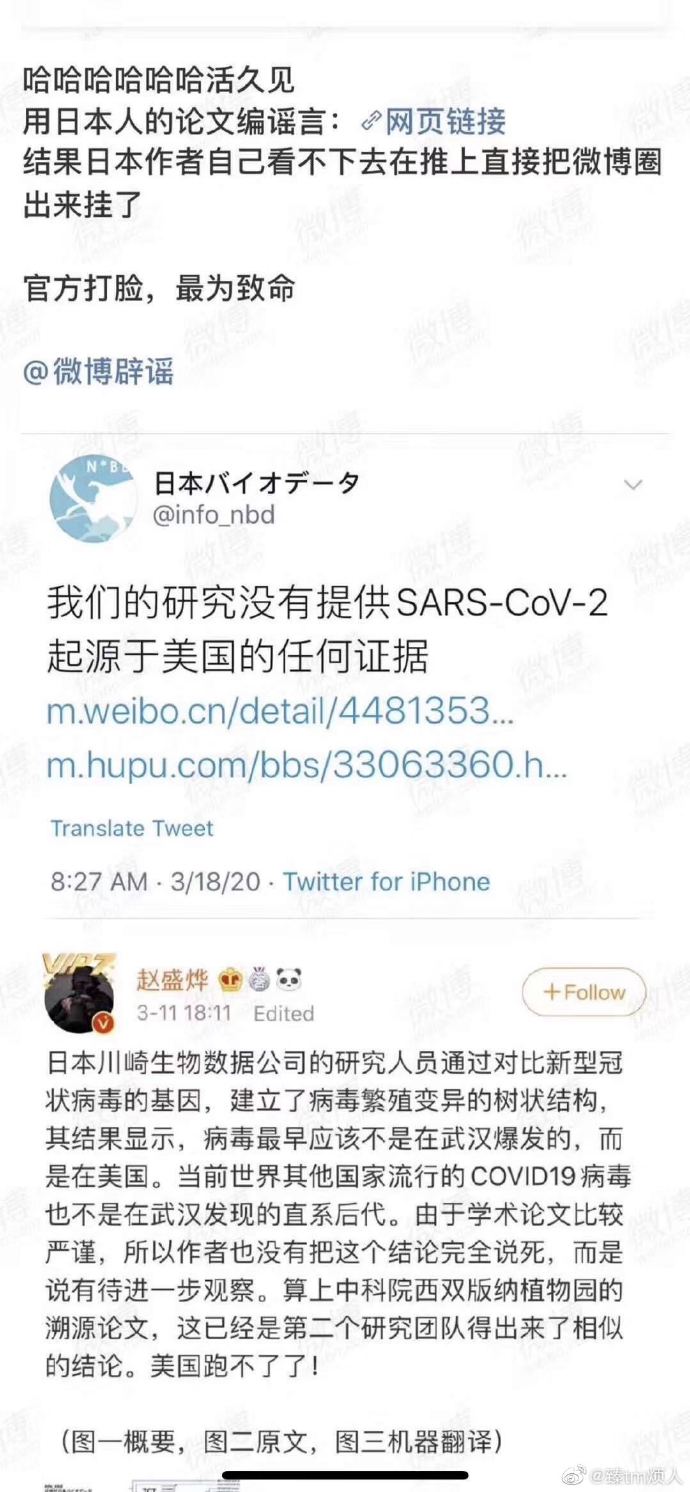 哈哈哈哈哈哈活久见
用日本人的论文编谣言：网页链接
结果日本作者自己看不下去在推上直接把微博圈
出来挂了
官方打脸，最为致命
@微博辟谣
日本バイオデータ
@info_nbd
我们的研究没有提供SARS-CoV-2
起源于美国的任何证据
m.weibo.cn/detail/4481353...
m.hupu.com/bbs/33063360.h...
Translate Tweet
8:27 AM · 3/18/20 · Twitter for iPhone
赵盛烨
+Follow
3-11 18:11 Edited
日本川崎生物数据公司的研究人员通过对比新型冠
状病毒的基因，建立了病毒繁殖变异的树状结构，
其结果显示，病毒最早应该不是在武汉爆发的，而
是在美国。当前世界其他国家流行的COVID19病毒
也不是在武汉发现的直系后代。由于学术论文比较
严谨，所以作者也没有把这个结论完全说死，而是
说有待进一步观察。算上中科院西双版纳植物园的
溯源论文，这已经是第二个研究团队得出来了相似
的结论。美国跑不了了！
（图一概要，图二原文，图三机器翻译）
@臻tm烦人